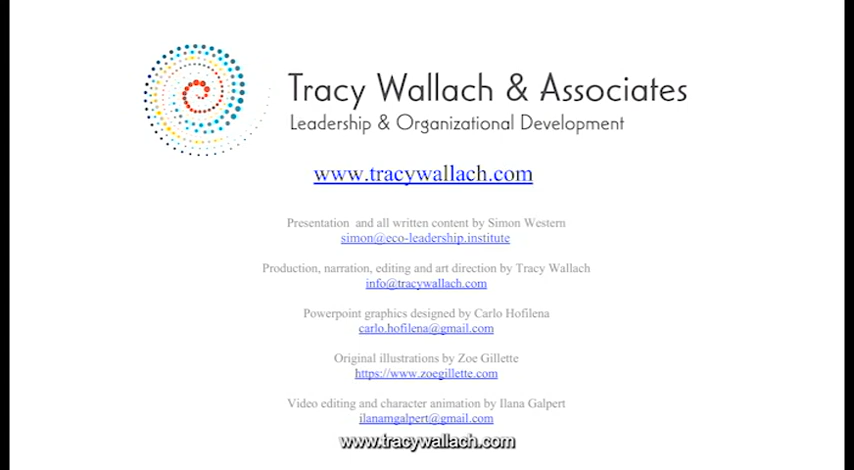 Tracy Wallach & Associates
Leadership & Organizational Development
www.tracywallach.com
Presentation and all written content by Simon Western
simon@eco-leadership.institute
Production, narration, editing and art direction by Tracy Wallach
info@tracywallach.com
Powerpoint graphics designed by Carlo Hofilena
carlo.hofilena@gmail.com
Original illustrations by Zoe Gillette
https://www.zoegillette.com
Video editing and character animation by Ilana Galpert
ilanamgalpert@gmail.com
www.tracywallach.com